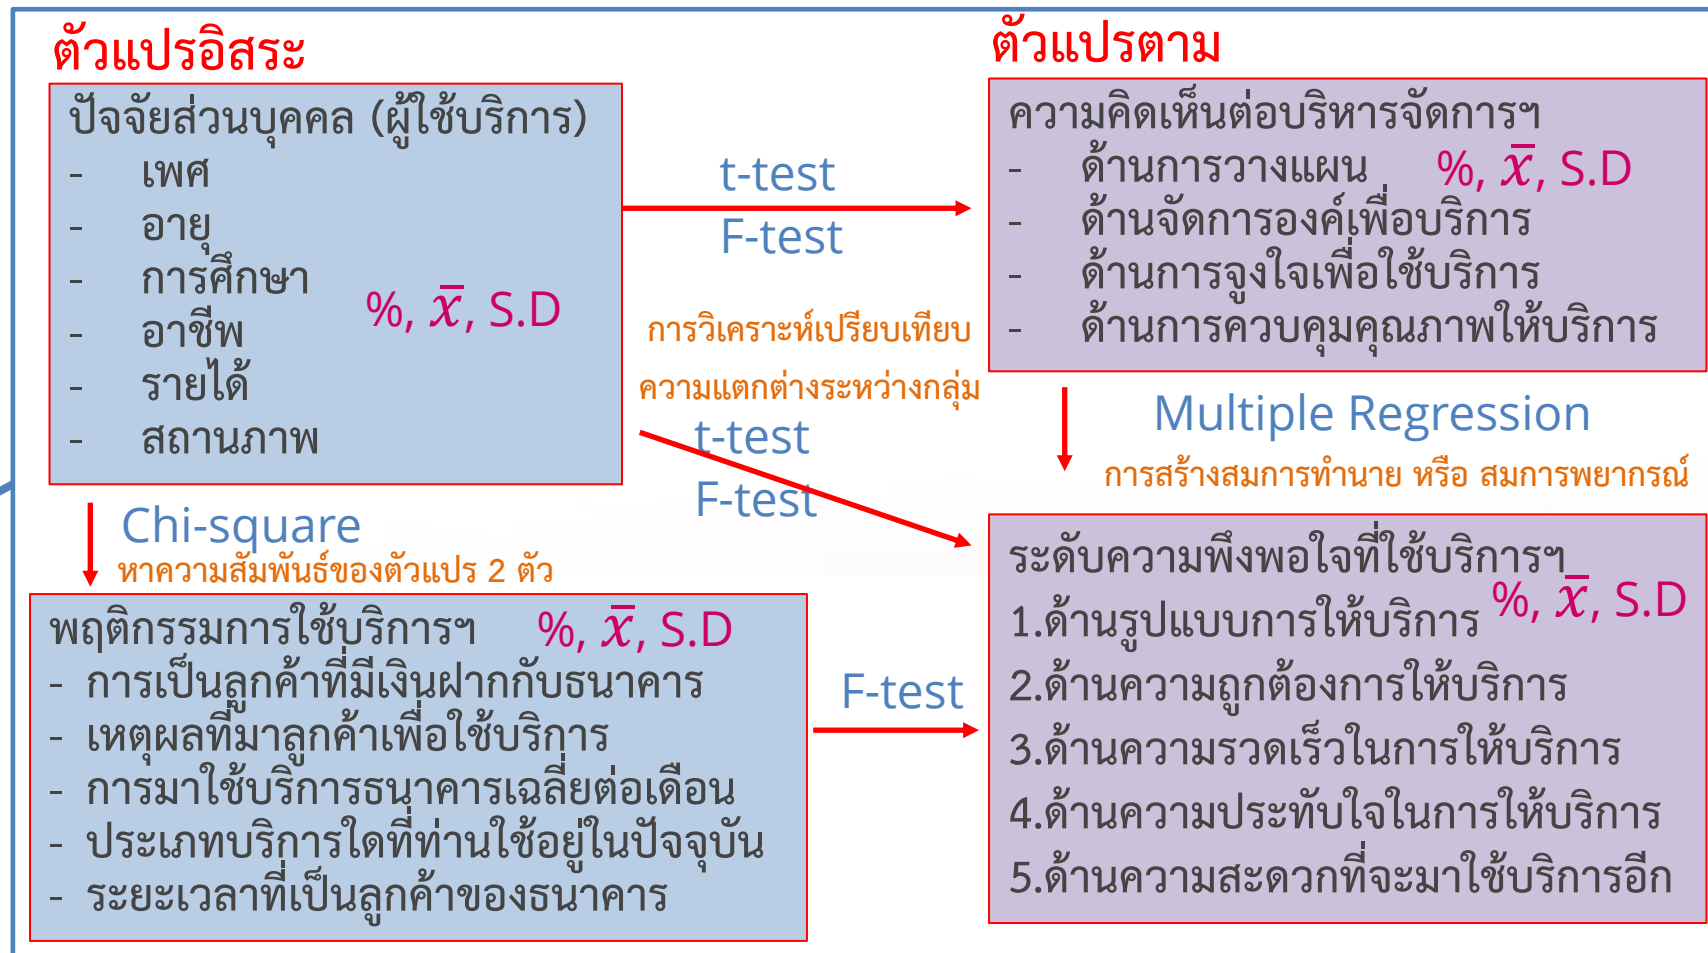 ตัวแปรอิสระ
ปัจจัยส่วนบุคคล (ผู้ใช้บริการ)
- เพศ
- อายุ
- การศึกษา
- อาชีพ
- รายได้
- สถานภาพ
%, x̄, S.D
t-test
F-test
การวิเคราะห์เปรียบเทียบ
ความแตกต่างระหว่างกลุ่ม
t-test
F-test
ตัวแปรตาม
ความคิดเห็นต่อบริหารจัดการฯ
- ด้านการวางแผน %, x̄, S.D
- ด้านจัดการองค์เพื่อบริการ
- ด้านการจูงใจเพื่อใช้บริการ
- ด้านการควบคุมคุณภาพให้บริการ
Multiple Regression
การสร้างสมการทำนาย หรือ สมการพยากรณ์
Chi-square
หาความสัมพันธ์ของตัวแปร 2 ตัว
พฤติกรรมการใช้บริการฯ %, x̄, S.D
- การเป็นลูกค้าที่มีเงินฝากกับธนาคาร
- เหตุผลที่มาลูกค้าเพื่อใช้บริการ
- การมาใช้บริการธนาคารเฉลี่ยต่อเดือน
- ประเภทบริการใดที่ท่านใช้อยู่ในปัจจุบัน
- ระยะเวลาที่เป็นลูกค้าของธนาคาร
F-test
ระดับความพึงพอใจที่ใช้บริการฯ
%, x̄, S.D
1.ด้านรูปแบบการให้บริการ
2.ด้านความถูกต้องการให้บริการ
3.ด้านความรวดเร็วในการให้บริการ
4.ด้านความประทับใจในการให้บริการ
5.ด้านความสะดวกที่จะมาใช้บริการอีก